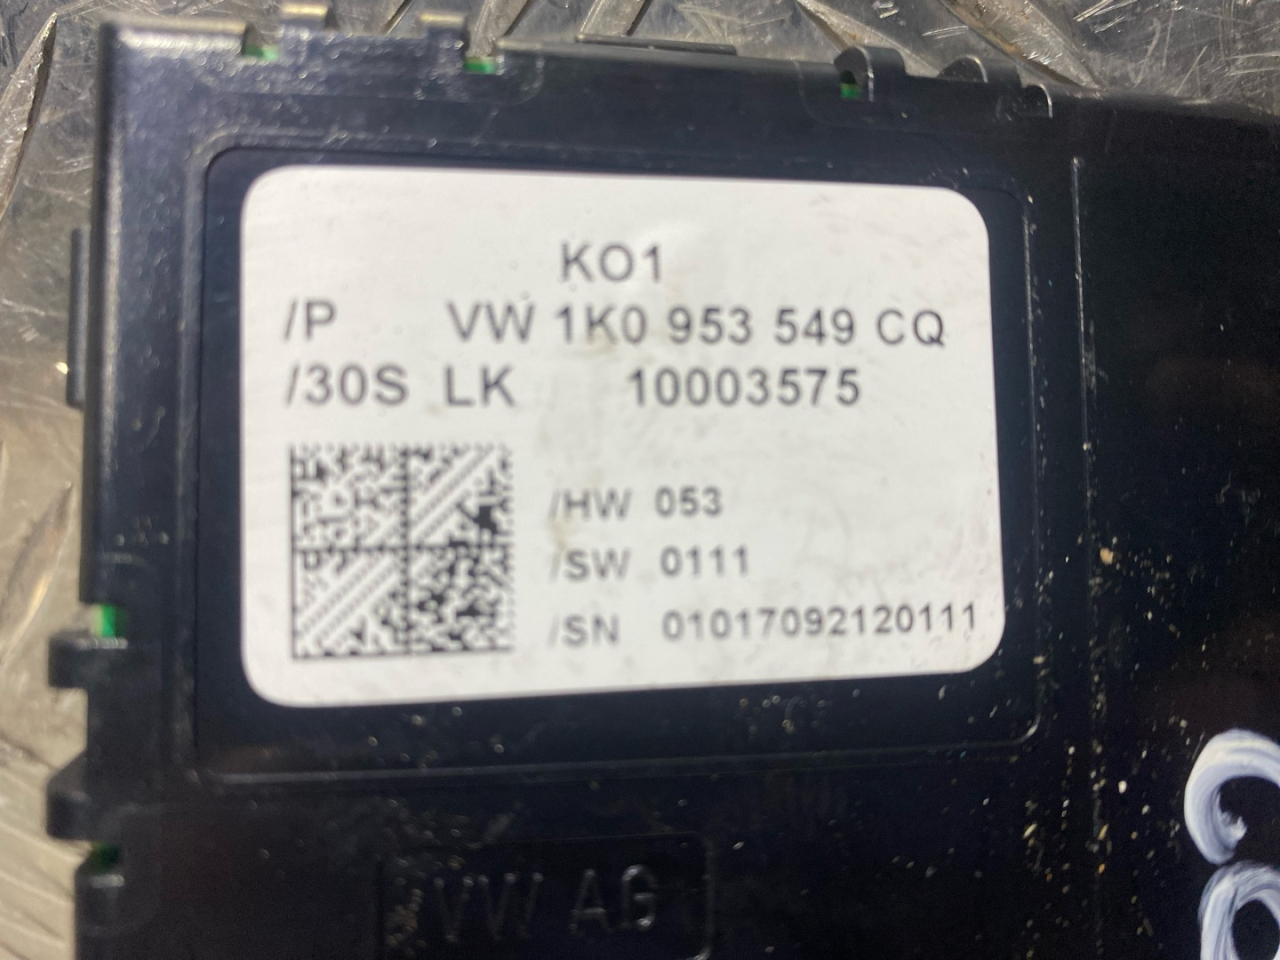 KO1
/P VW 1K0 953 549 CQ
/30S LK 10003575
/HW 053
/SW 0111
/SN 01017092120111
VW AG